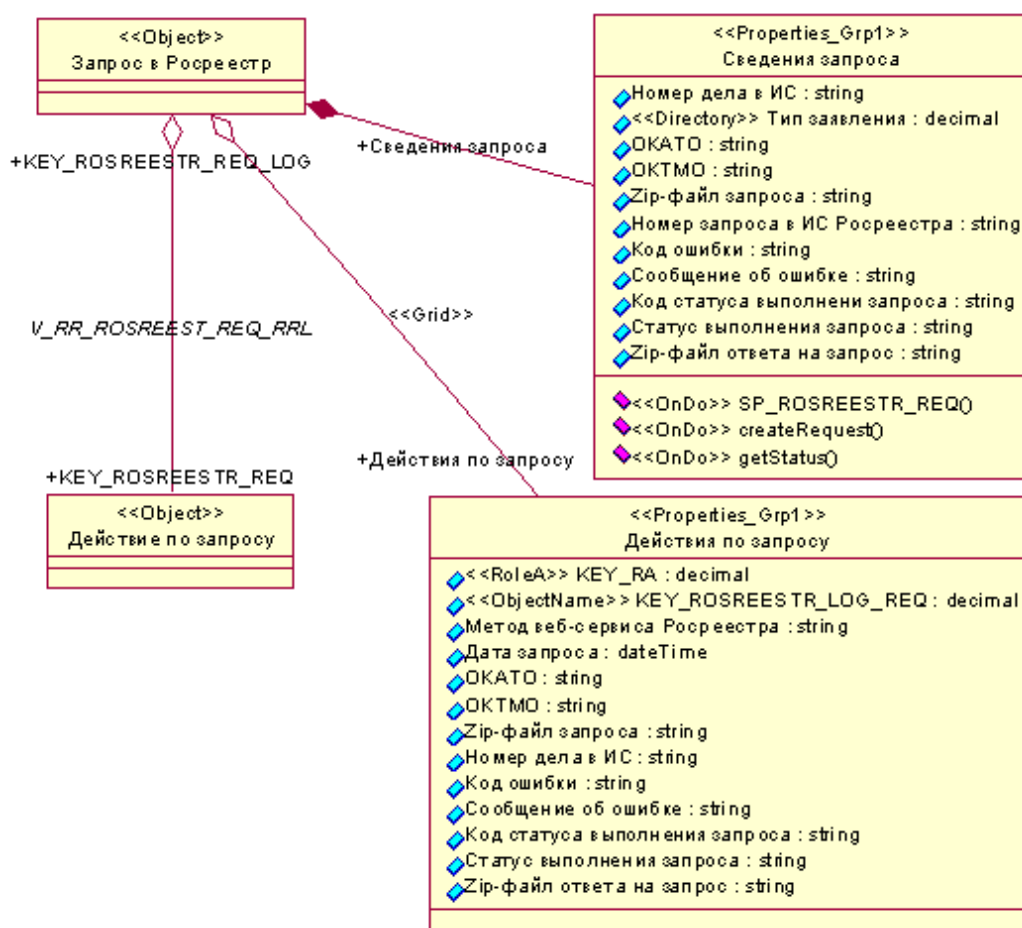 <<Object>>
Запрос в Росреестр
+KEY_ROSREESTR_REQ_LOG
V_RR_ROSREEST_REQ_RRL
+KEY_ROSREESTR_REQ
<<Object>>
Действие по запросу
+Сведения запроса
<<Grid>>
+Действия по запросу
<<Properties_Grp1>>
Сведения запроса
Номер дела в ИС : string
<<Directory>> Тип заявления : decimal
ОКАТО : string
ОКТМО : string
Zip-файл запроса : string
Номер запроса в ИС Росреестра : string
Код ошибки : string
Сообщение об ошибке : string
Код статуса выполнени запроса : string
Статус выполнения запроса : string
Zip-файл ответа на запрос : string
<<OnDo>> SP_ROSREESTR_REQ()
<<OnDo>> createRequest()
<<OnDo>> getStatus()
<<Properties_Grp1>>
Действия по запросу
<<RoleA>> KEY_RA : decimal
<<ObjectName>> KEY_ROSREESTR_LOG_REQ : decimal
Метод веб-сервиса Росреестра : string
Дата запроса : dateTime
ОКАТО : string
ОКТМО : string
Zip-файл запроса : string
Номер дела в ИС : string
Код ошибки : string
Сообщение об ошибке : string
Код статуса выполнения запроса : string
Статус выполнения запроса : string
Zip-файл ответа на запрос : string